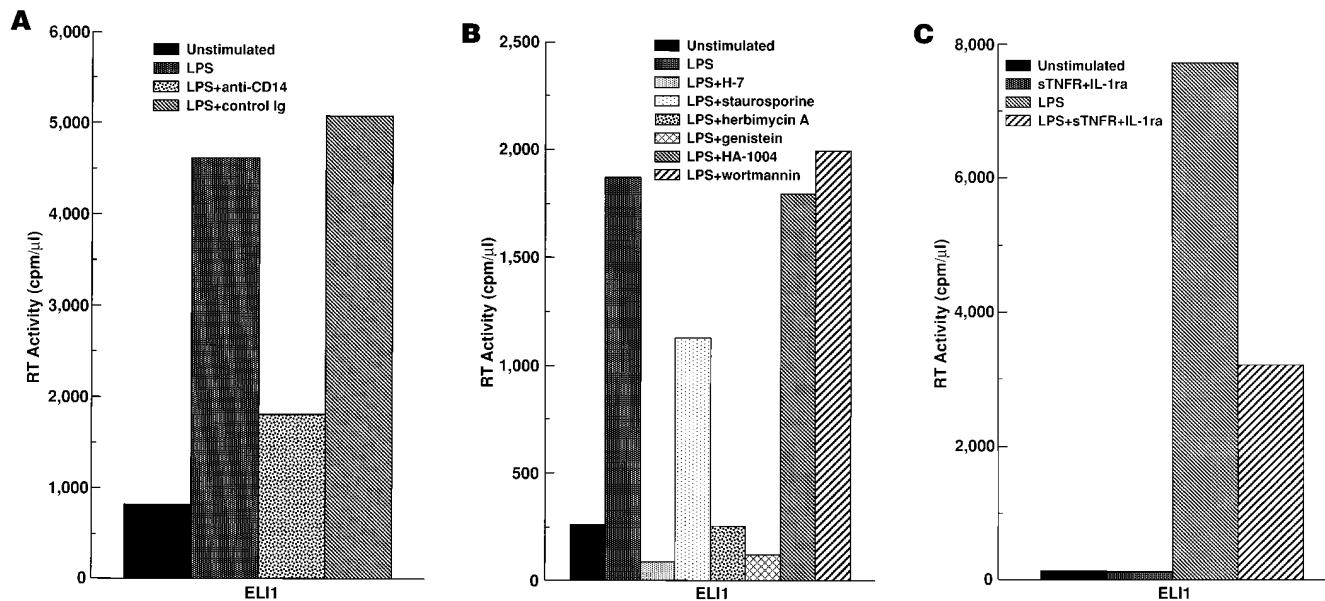 A
6,000
5,000
4,000
3,000
2,000
1,000
0
RT Activity (cpm/µl)
Unstimulated
LPS
LPS+anti-CD14
LPS+control Ig
ELI1
B
2,500
2,000
1,500
1,000
500
0
RT Activity (cpm/µl)
Unstimulated
LPS
LPS+H-7
LPS+staurosporine
LPS+herbimycin A
LPS+genistein
LPS+HA-1004
LPS+wortmannin
ELI1
C
8,000
6,000
4,000
2,000
0
RT Activity (cpm/µl)
Unstimulated
sTNFR+IL-1ra
LPS
LPS+sTNFR+IL-1ra
ELI1